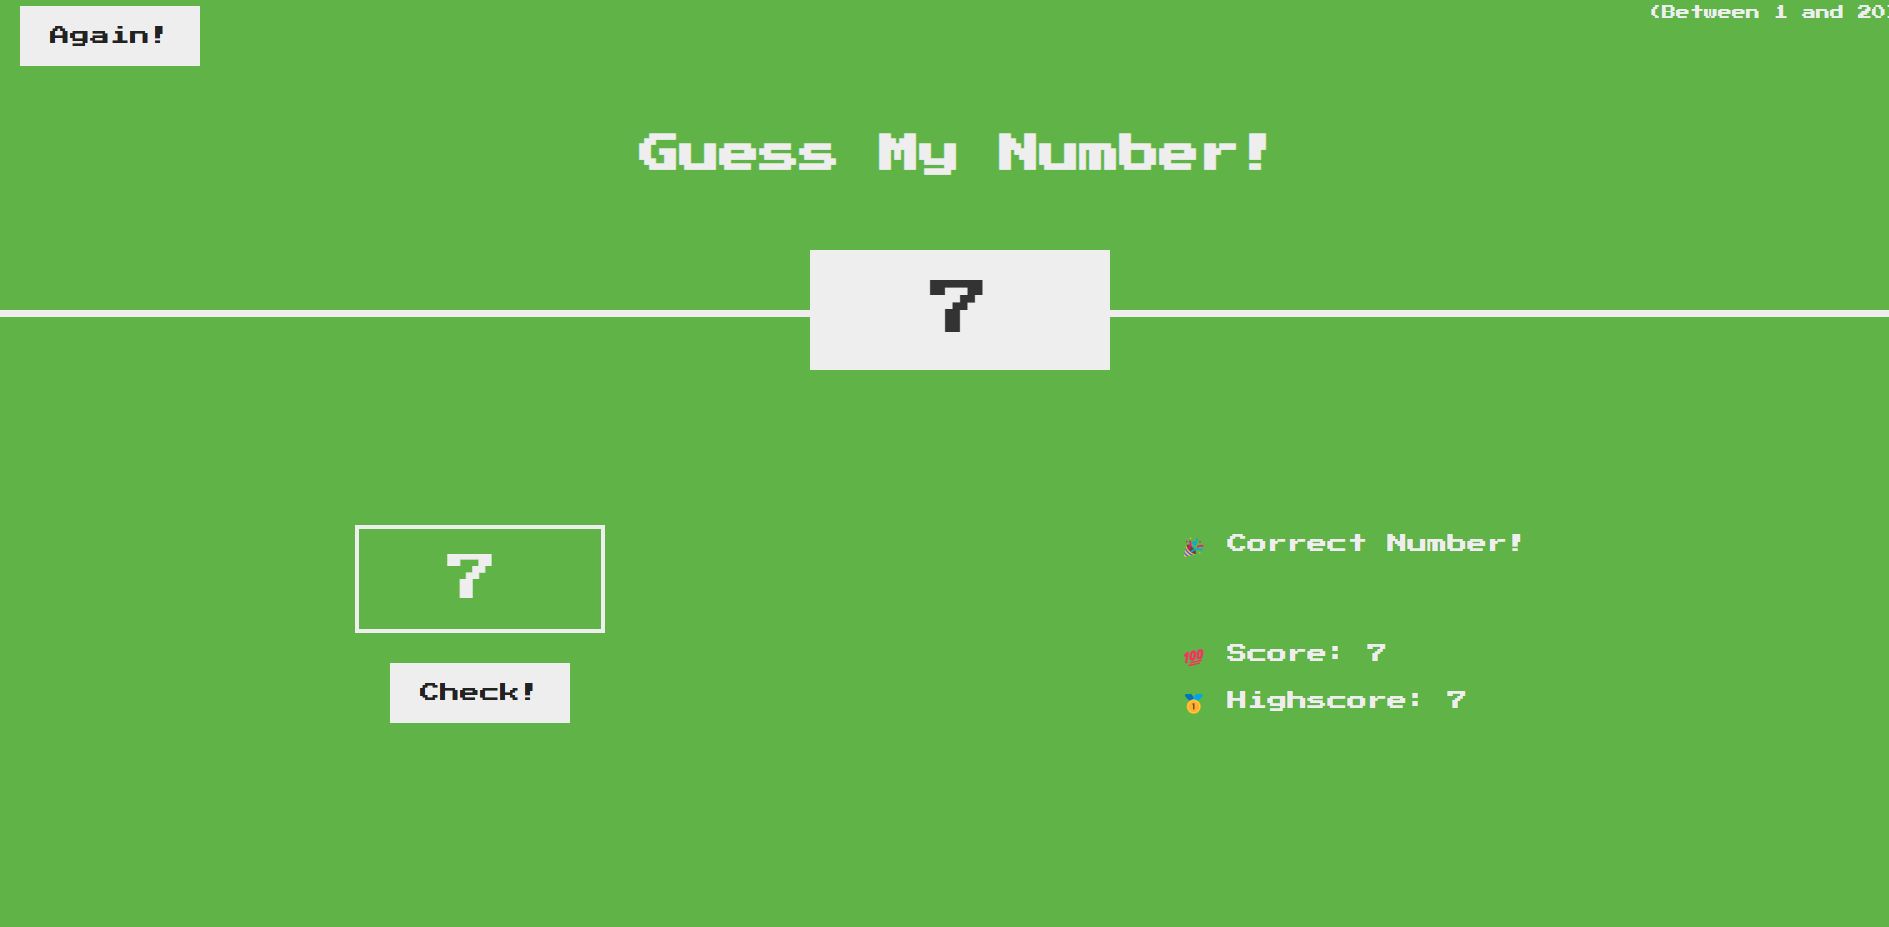 Again!
(Between 1 and 20)
Guess My Number!
7
7
Check!
🎉 Correct Number!
💯 Score: 7
🥇 Highscore: 7